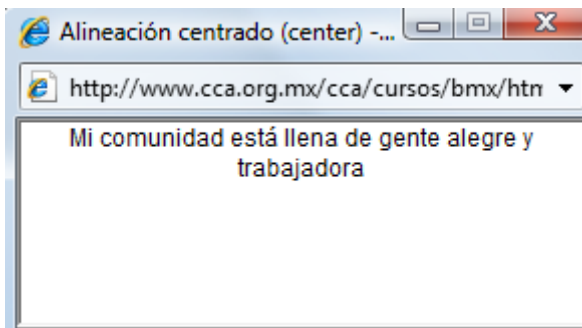 Alineación centrado (center) -...
http://www.cca.org.mx/cca/cursos/bmx/htm
Mi comunidad está llena de gente alegre y
trabajadora